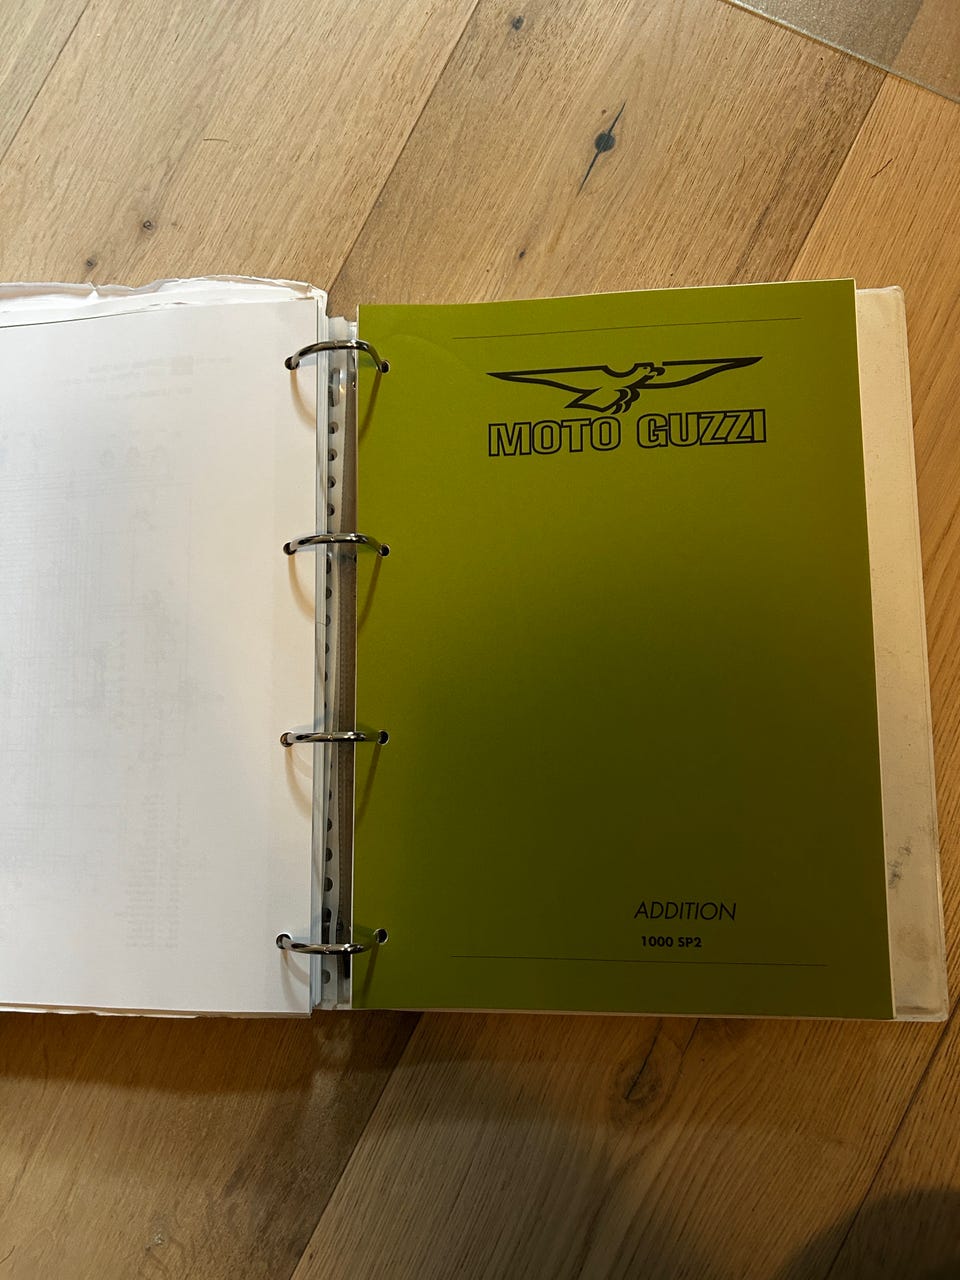 MOTO GUZZI
ADDITION
1000 SP2